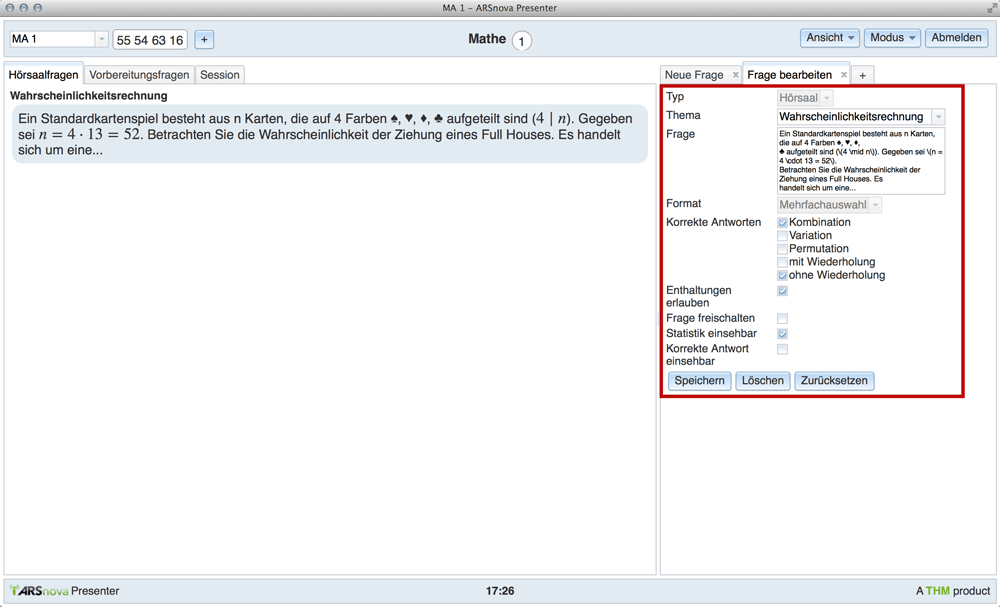 MA 1 – ARSnova Presenter
MA 1
55 54 63 16
+
Mathe 1
Ansicht
Modus
Abmelden
Hörsaalfragen
Vorbereitungsfragen
Session
Wahrscheinlichkeitsrechnung
Ein Standardkartenspiel besteht aus n Karten, die auf 4 Farben ♠, ♥, ♦, ♣ aufgeteilt sind (4 | n). Gegeben
sei n = 4 · 13 = 52. Betrachten Sie die Wahrscheinlichkeit der Ziehung eines Full Houses. Es handelt
sich um eine...
Neue Frage
Frage bearbeiten
+
Typ
Hörsaal
Thema
Wahrscheinlichkeitsrechnung
Frage
Ein Standardkartenspiel besteht aus n Karten,
die auf 4 Farben ♠, ♥, ♦,
♣ aufgeteilt sind (\(4 \mid n\)). Gegeben sei \(n =
4 \cdot 13 = 52\).
Betrachten Sie die Wahrscheinlichkeit der
Ziehung eines Full Houses. Es
handelt sich um eine...
Format
Mehrfachauswahl
Korrekte Antworten
Kombination
Variation
Permutation
mit Wiederholung
ohne Wiederholung
Enthaltungen
erlauben
Frage freischalten
Statistik einsehbar
Korrekte Antwort
einsehbar
Speichern
Löschen
Zurücksetzen
ARSnova Presenter
17:26
A THM product